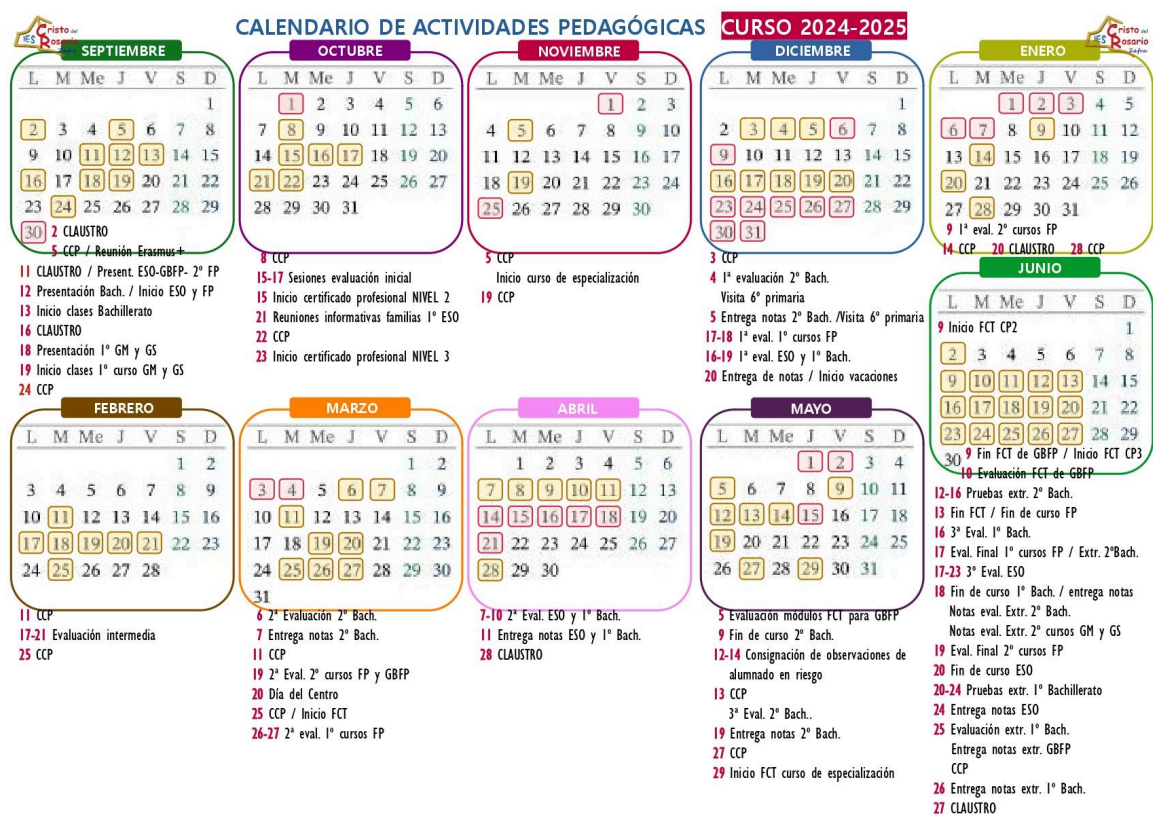 CALENDARIO DE ACTIVIDADES PEDAGÓGICAS CURSO 2024-2025
IES Cristo del Rosario Zafra
IES Cristo del Rosario Zafra
SEPTIEMBRE
L M Me J V S D
1
2 3 4 5 6 7 8
9 10 11 12 13 14 15
16 17 18 19 20 21 22
23 24 25 26 27 28 29
30
2 CLAUSTRO
5 CCP / Reunión Erasmus+
11 CLAUSTRO / Present. ESO-GBFP- 2º FP
12 Presentación Bach. / Inicio ESO y FP
13 Inicio clases Bachillerato
16 CLAUSTRO
18 Presentación 1º GM y GS
19 Inicio clases 1º curso GM y GS
24 CCP
OCTUBRE
L M Me J V S D
1 2 3 4 5 6
7 8 9 10 11 12 13
14 15 16 17 18 19 20
21 22 23 24 25 26 27
28 29 30 31
8 CCP
15-17 Sesiones evaluación inicial
15 Inicio certificado profesional NIVEL 2
21 Reuniones informativas familias 1º ESO
22 CCP
23 Inicio certificado profesional NIVEL 3
NOVIEMBRE
L M Me J V S D
1 2 3
4 5 6 7 8 9 10
11 12 13 14 15 16 17
18 19 20 21 22 23 24
25 26 27 28 29 30
5 CCP
Inicio curso de especialización
19 CCP
DICIEMBRE
L M Me J V S D
1
2 3 4 5 6 7 8
9 10 11 12 13 14 15
16 17 18 19 20 21 22
23 24 25 26 27 28 29
30 31
3 CCP
4 1ª evaluación 2º Bach.
Visita 6º primaria
5 Entrega notas 2º Bach. /Visita 6º primaria
17-18 1ª eval. 1º cursos FP
16-19 1ª eval. ESO y 1º Bach.
20 Entrega de notas / Inicio vacaciones
ENERO
L M Me J V S D
1 2 3 4 5
6 7 8 9 10 11 12
13 14 15 16 17 18 19
20 21 22 23 24 25 26
27 28 29 30 31
9 1ª eval. 2º cursos FP
14 CCP 20 CLAUSTRO 28 CCP
FEBRERO
L M Me J V S D
1 2
3 4 5 6 7 8 9
10 11 12 13 14 15 16
17 18 19 20 21 22 23
24 25 26 27 28
11 CCP
17-21 Evaluación intermedia
25 CCP
MARZO
L M Me J V S D
1 2
3 4 5 6 7 8 9
10 11 12 13 14 15 16
17 18 19 20 21 22 23
24 25 26 27 28 29 30
31
6 2ª Evaluación 2º Bach.
7 Entrega notas 2º Bach.
11 CCP
19 2ª Eval. 2º cursos FP y GBFP
20 Día del Centro
25 CCP / Inicio FCT
26-27 2ª eval. 1º cursos FP
ABRIL
L M Me J V S D
1 2 3 4 5 6
7 8 9 10 11 12 13
14 15 16 17 18 19 20
21 22 23 24 25 26 27
28 29 30
7-10 2ª Eval. ESO y 1º Bach.
11 Entrega notas ESO y 1º Bach.
28 CLAUSTRO
MAYO
L M Me J V S D
1 2 3 4
5 6 7 8 9 10 11
12 13 14 15 16 17 18
19 20 21 22 23 24 25
26 27 28 29 30 31
5 Evaluación módulos FCT para GBFP
9 Fin de curso 2º Bach.
12-14 Consignación de observaciones de
alumnado en riesgo
13 CCP
3ª Eval. 2º Bach..
19 Entrega notas 2º Bach.
27 CCP
29 Inicio FCT curso de especialización
JUNIO
L M Me J V S D
9 Inicio FCT CP2 1
2 3 4 5 6 7 8
9 10 11 12 13 14 15
16 17 18 19 20 21 22
23 24 25 26 27 28 29
30
9 Fin FCT de GBFP / Inicio FCT CP3
10 Evaluación FCT de GBFP
12-16 Pruebas extr. 2º Bach.
13 Fin FCT / Fin de curso FP
16 3ª Eval. 1º Bach.
17 Eval. Final 1º cursos FP / Extr. 2ºBach.
17-23 3º Eval. ESO
18 Fin de curso 1º Bach. / entrega notas
Notas eval. Extr. 2º Bach.
Notas eval. Extr. 2º cursos GM y GS
19 Eval. Final 2º cursos FP
20 Fin de curso ESO
20-24 Pruebas extr. 1º Bachillerato
24 Entrega notas ESO
25 Evaluación extr. 1º Bach.
Entrega notas extr. GBFP
CCP
26 Entrega notas extr. 1º Bach.
27 CLAUSTRO